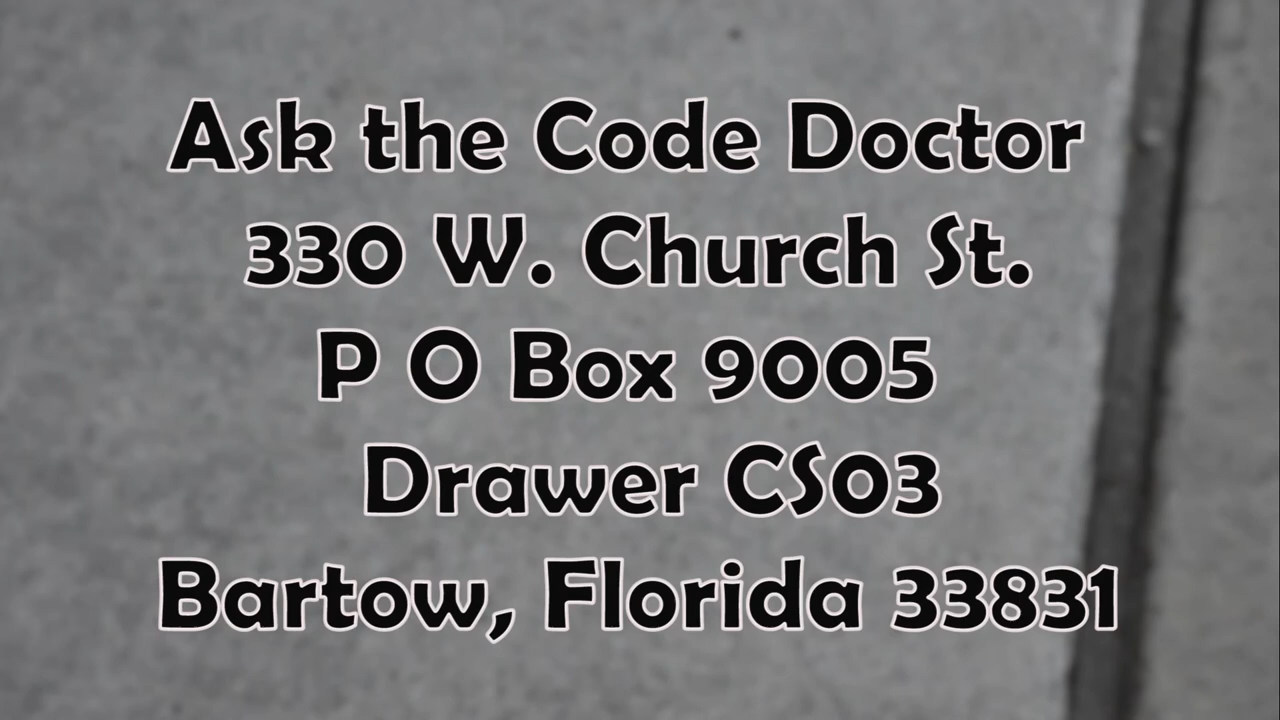 Ask the Code Doctor
330 W. Church St.
P O Box 9005
Drawer CS03
Bartow, Florida 33831